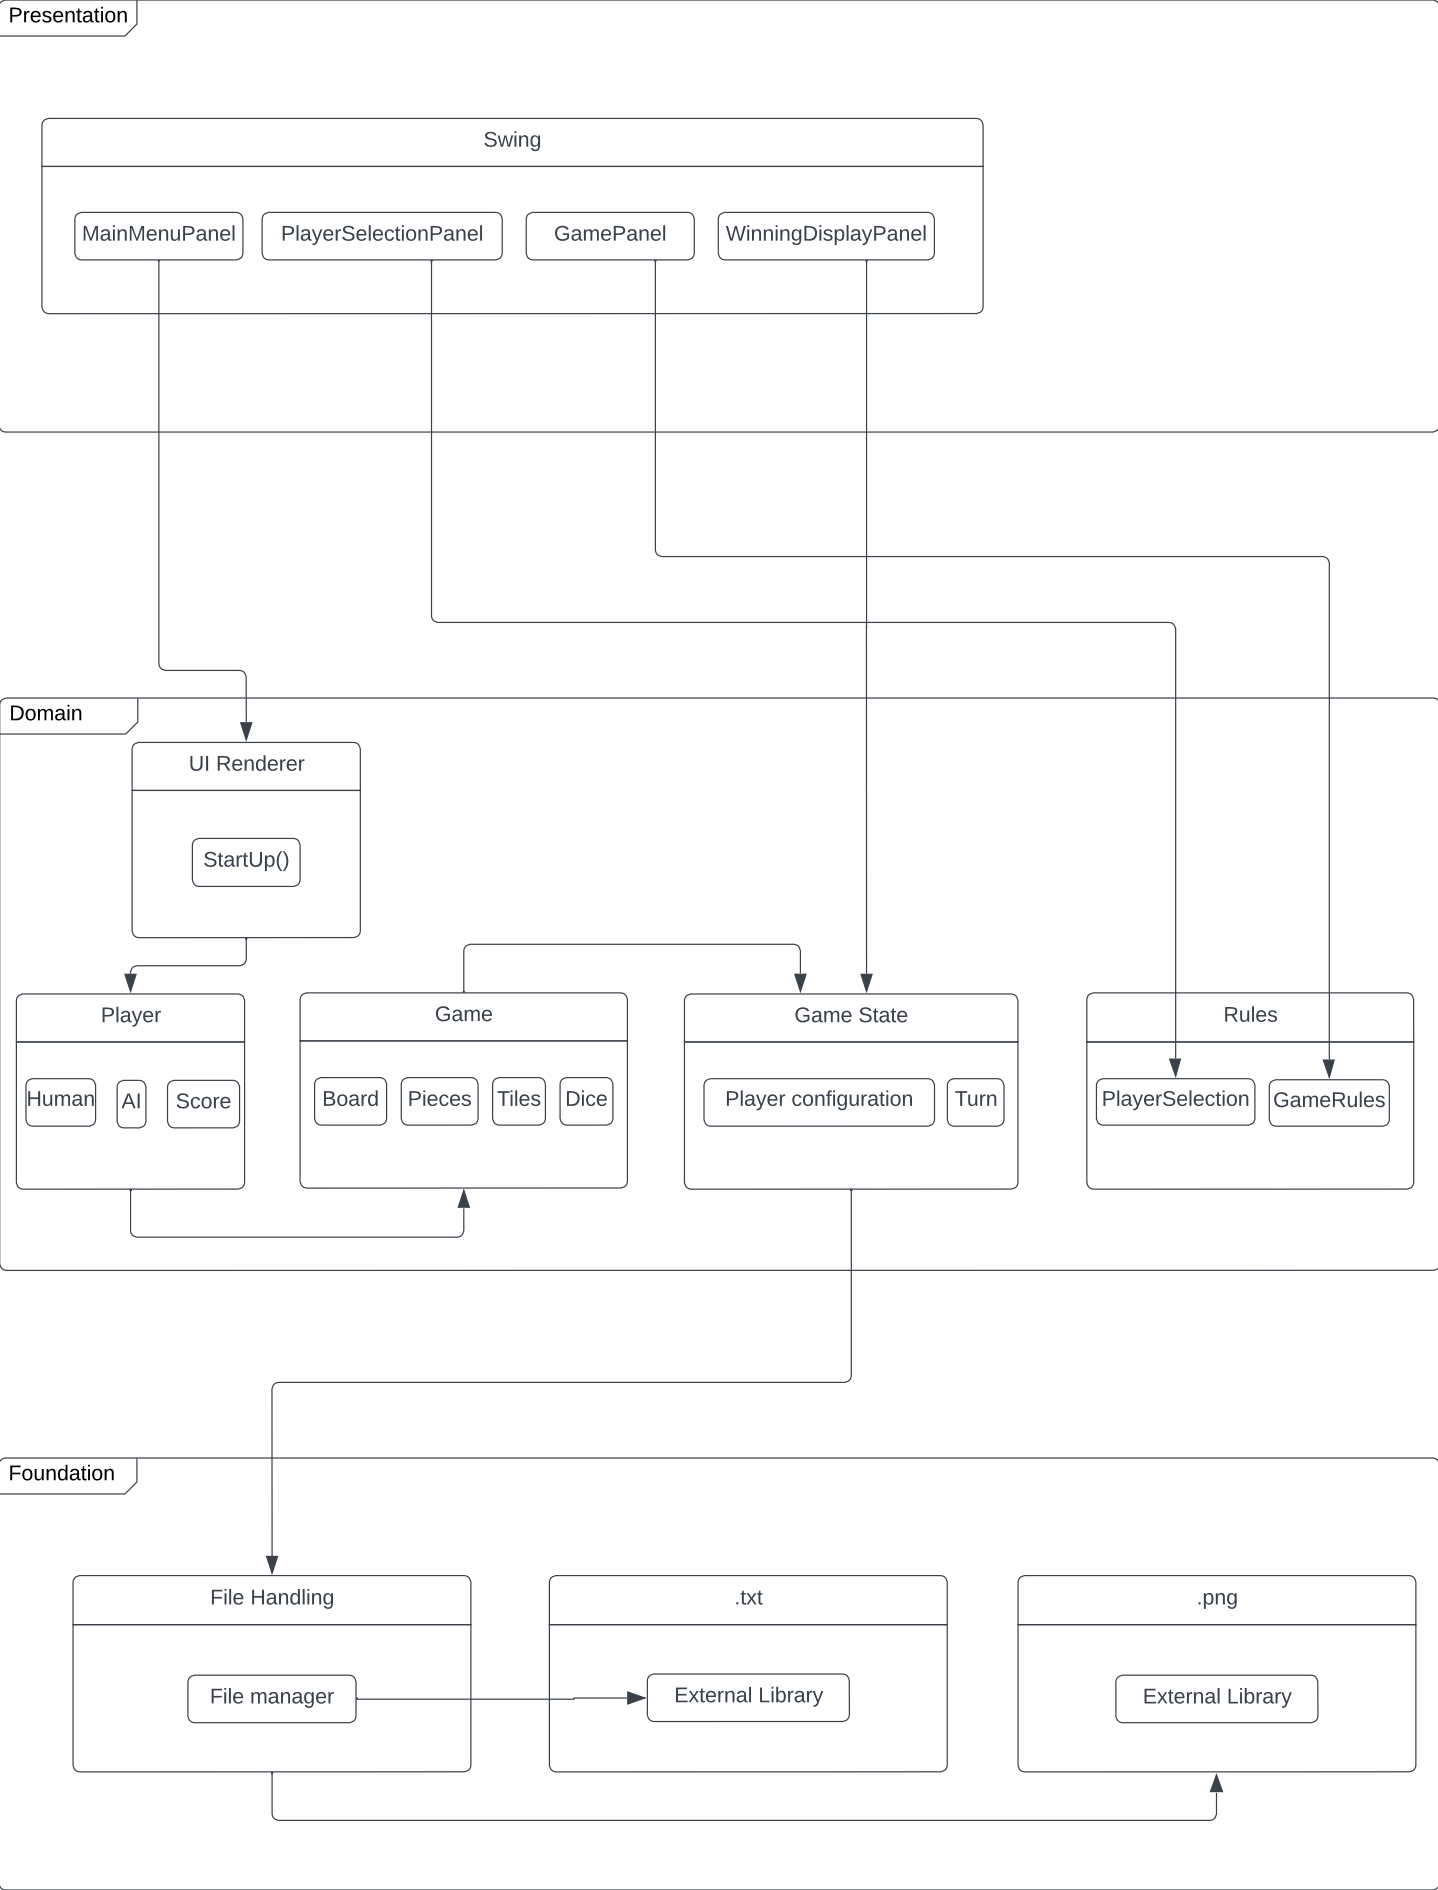 Presentation
Swing
MainMenuPanel
PlayerSelectionPanel
GamePanel
WinningDisplayPanel
Domain
UI Renderer
StartUp()
Player
Human
AI
Score
Game
Board
Pieces
Tiles
Dice
Game State
Player configuration
Turn
Rules
PlayerSelection
GameRules
Foundation
File Handling
File manager
.txt
External Library
.png
External Library